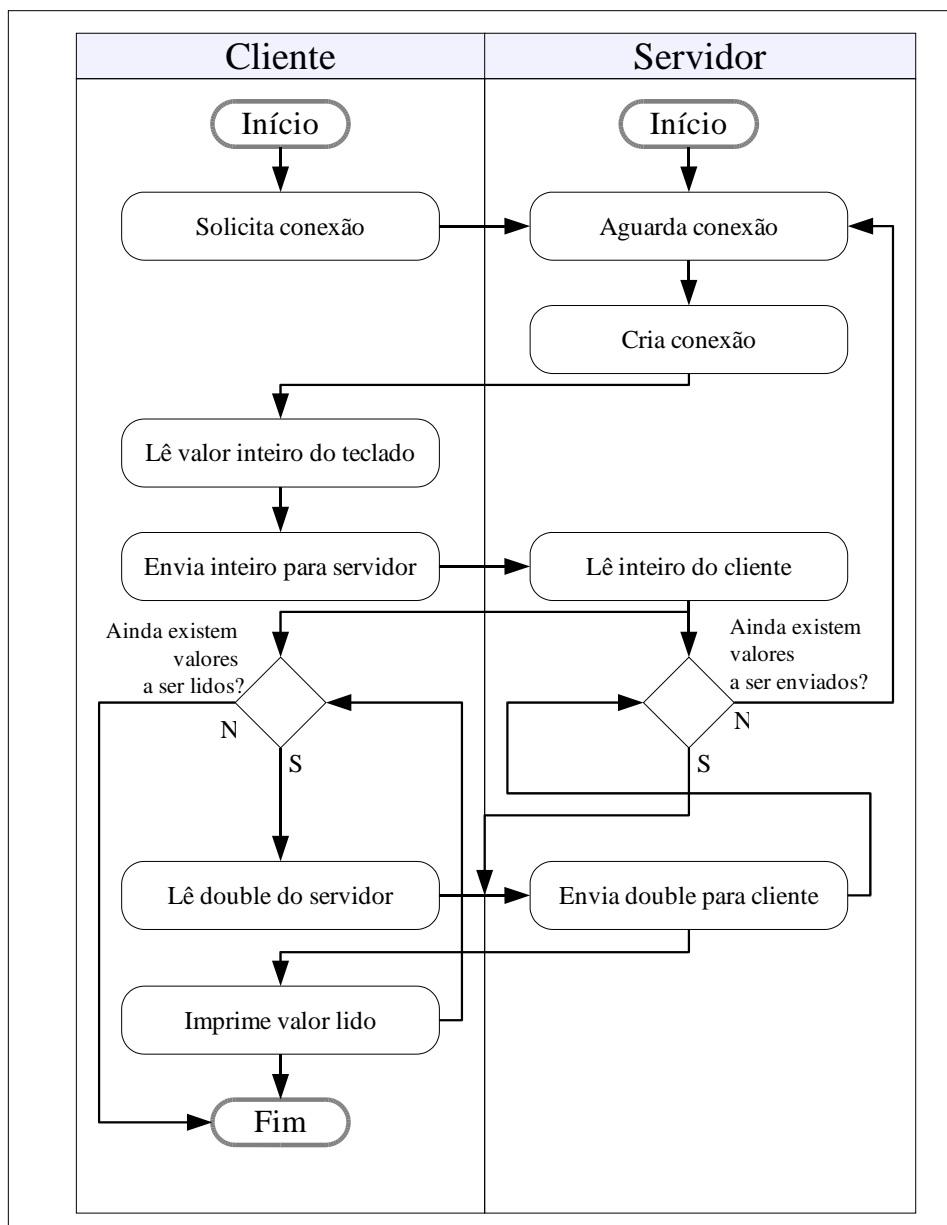 Cliente
Servidor
Início
Início
Solicita conexão
Aguarda conexão
Cria conexão
Lê valor inteiro do teclado
Envia inteiro para servidor
Lê inteiro do cliente
Ainda existem
valores
a ser lidos?
Ainda existem
valores
a ser enviados?
N
S
N
S
Lê double do servidor
Envia double para cliente
Imprime valor lido
Fim